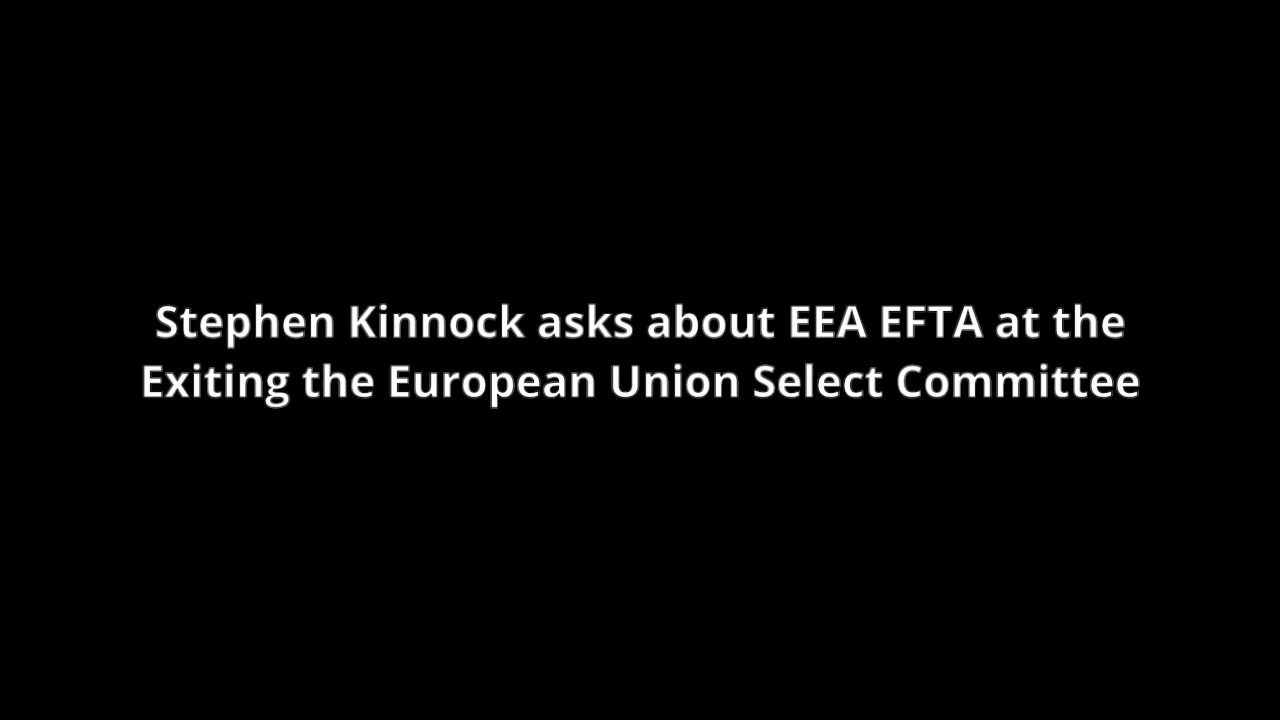 Stephen Kinnock asks about EEA EFTA at the
Exiting the European Union Select Committee